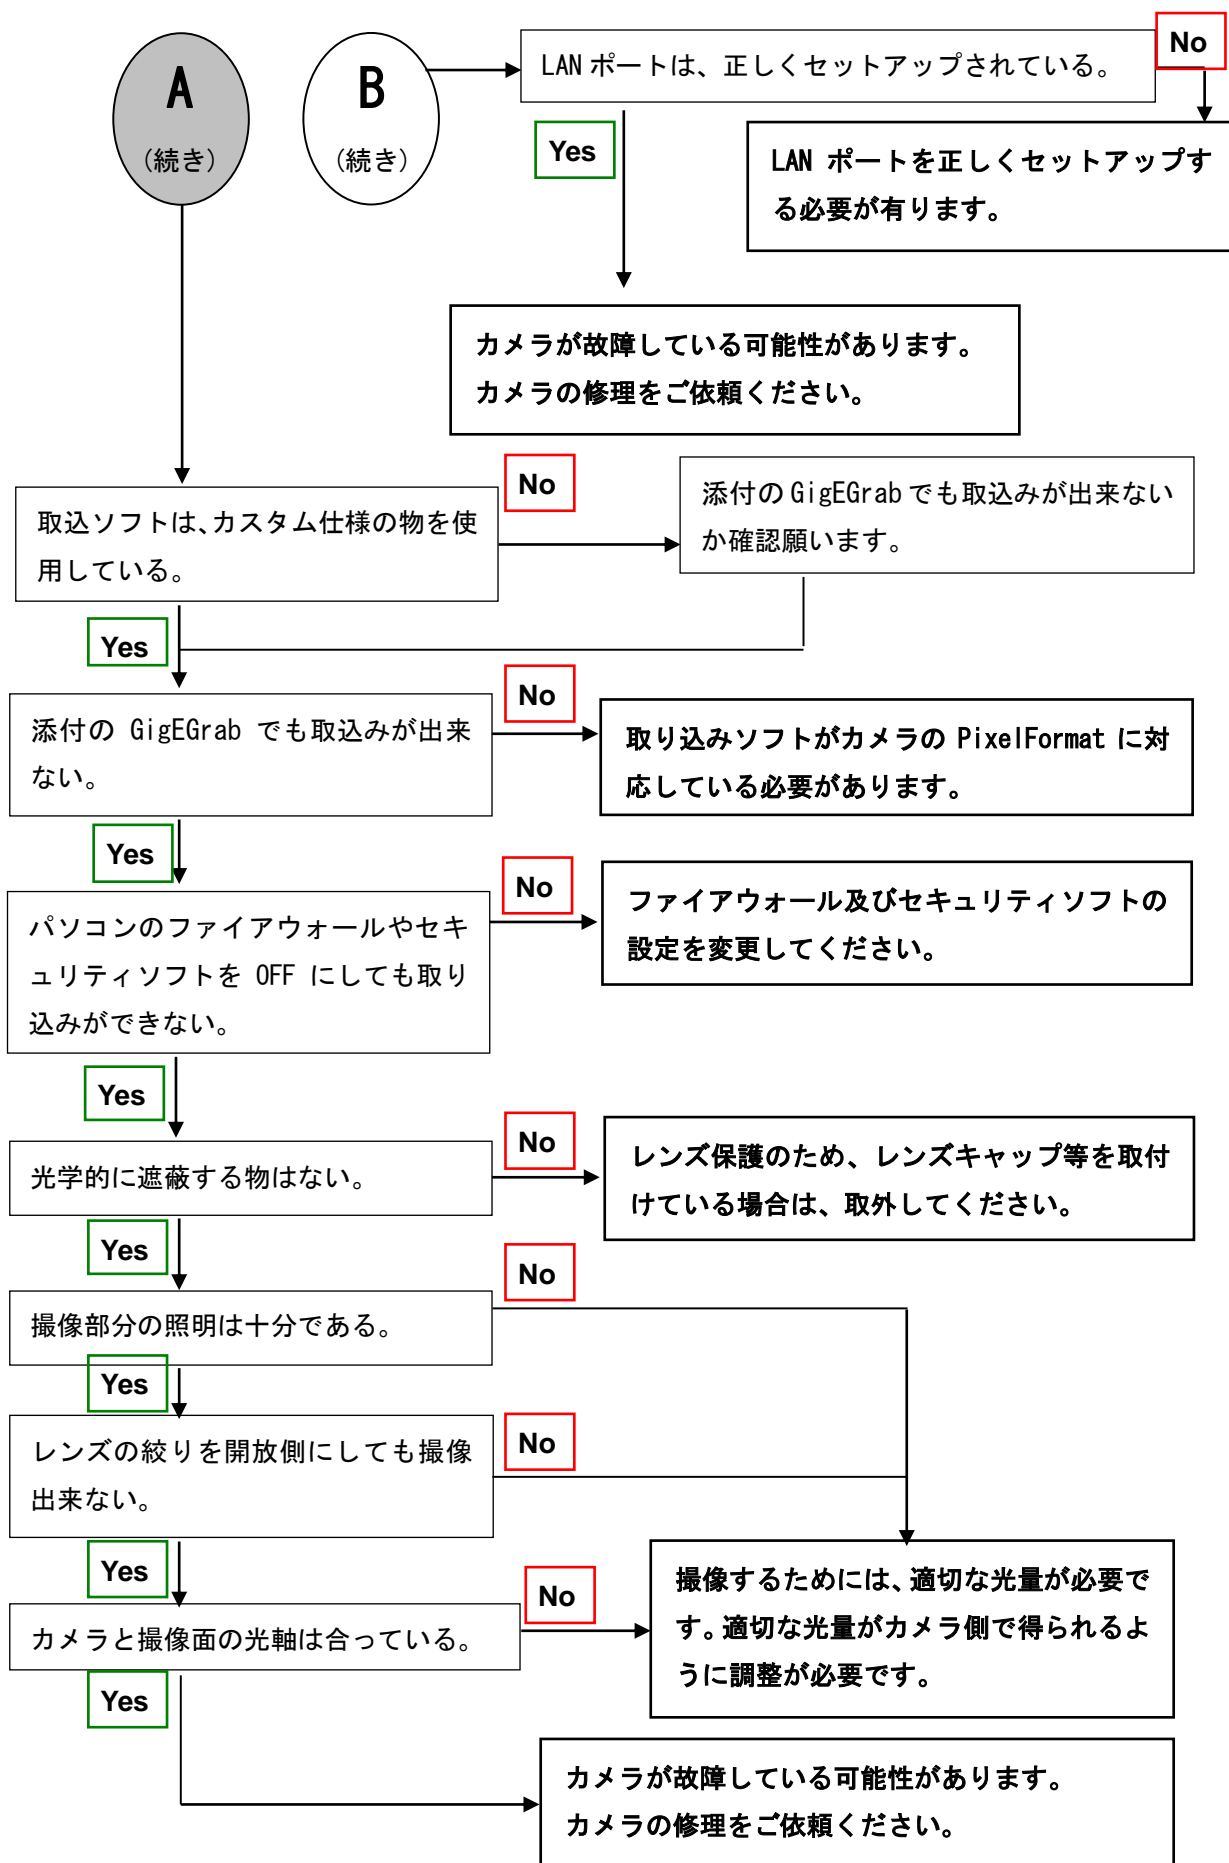 A
(続き)
B
(続き)
LAN ポートは、正しくセットアップされている。
No
Yes
LAN ポートを正しくセットアップす
る必要が有ります。
カメラが故障している可能性があります。
カメラの修理をご依頼ください。
取込ソフトは、カスタム仕様の物を使
用している。
No
添付の GigEGrab でも取込みが出来ない
か確認願います。
Yes
添付の GigEGrab でも取込みが出来
ない。
No
取り込みソフトがカメラの PixelFormat に対
応している必要があります。
Yes
パソコンのファイアウォールやセキ
ュリティソフトを OFF にしても取り
込みができない。
No
ファイアウォール及びセキュリティソフトの
設定を変更してください。
Yes
光学的に遮蔽する物はない。
No
レンズ保護のため、レンズキャップ等を取付
けている場合は、取外してください。
Yes
撮像部分の照明は十分である。
No
Yes
レンズの絞りを開放側にしても撮像
出来ない。
No
Yes
カメラと撮像面の光軸は合っている。
No
撮像するためには、適切な光量が必要で
す。適切な光量がカメラ側で得られるよ
うに調整が必要です。
Yes
カメラが故障している可能性があります。
カメラの修理をご依頼ください。